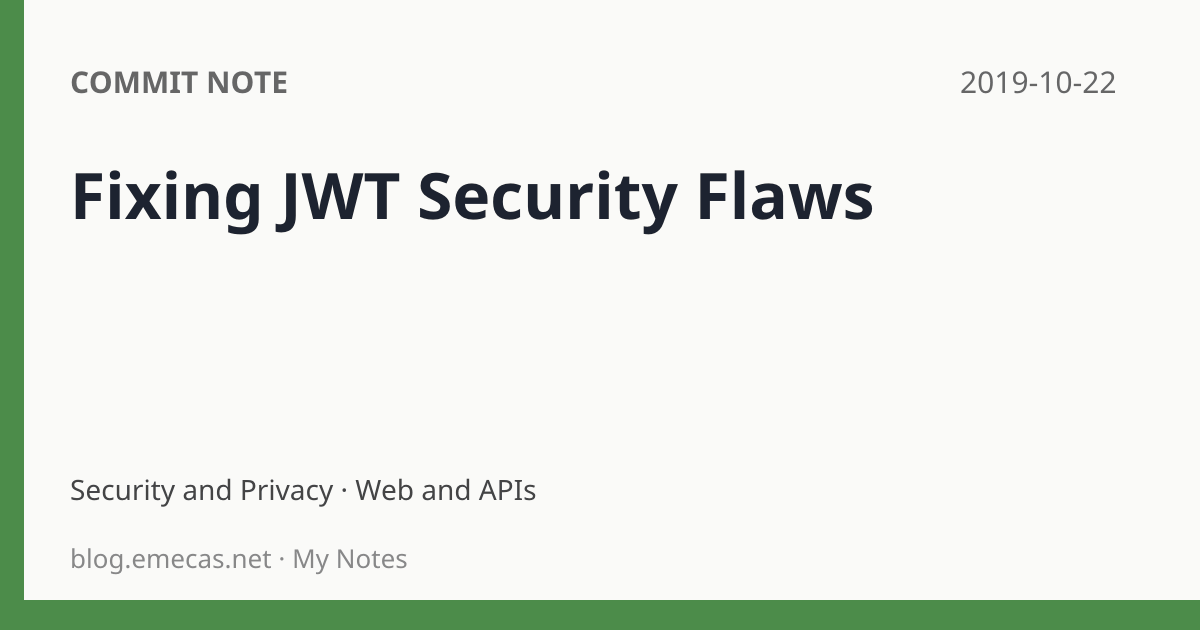 COMMIT NOTE
2019-10-22
Fixing JWT Security Flaws
Security and Privacy · Web and APIs
blog.emecas.net · My Notes